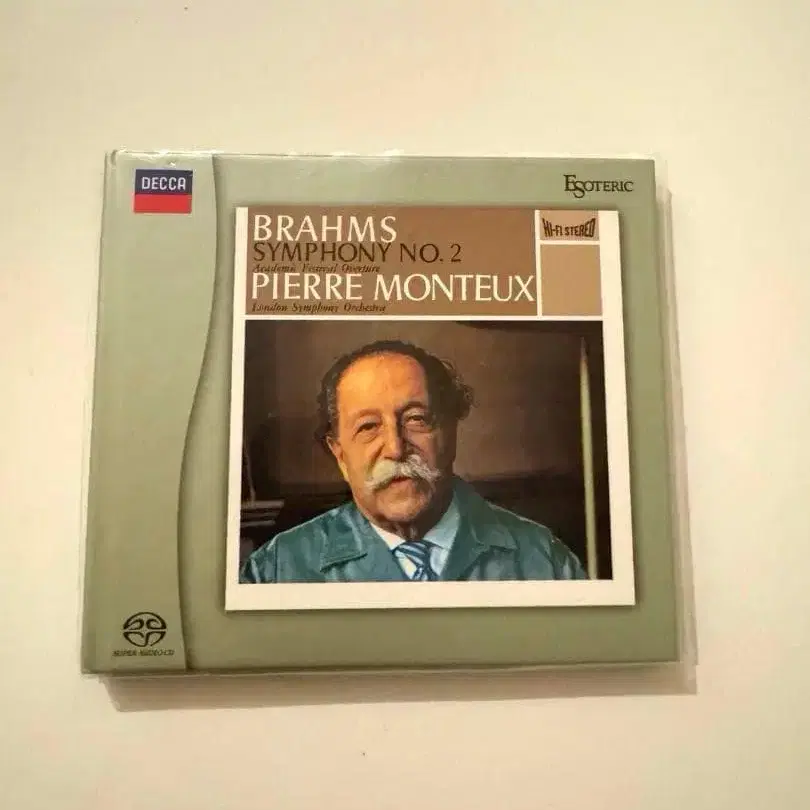 DECCA
ESOTERIC
BRAHMS
SYMPHONY NO. 2
Academic Festival Overture
PIERRE MONTEUX
London Symphony Orchestra
HI-FI STEREO
SUPER AUDIO CD